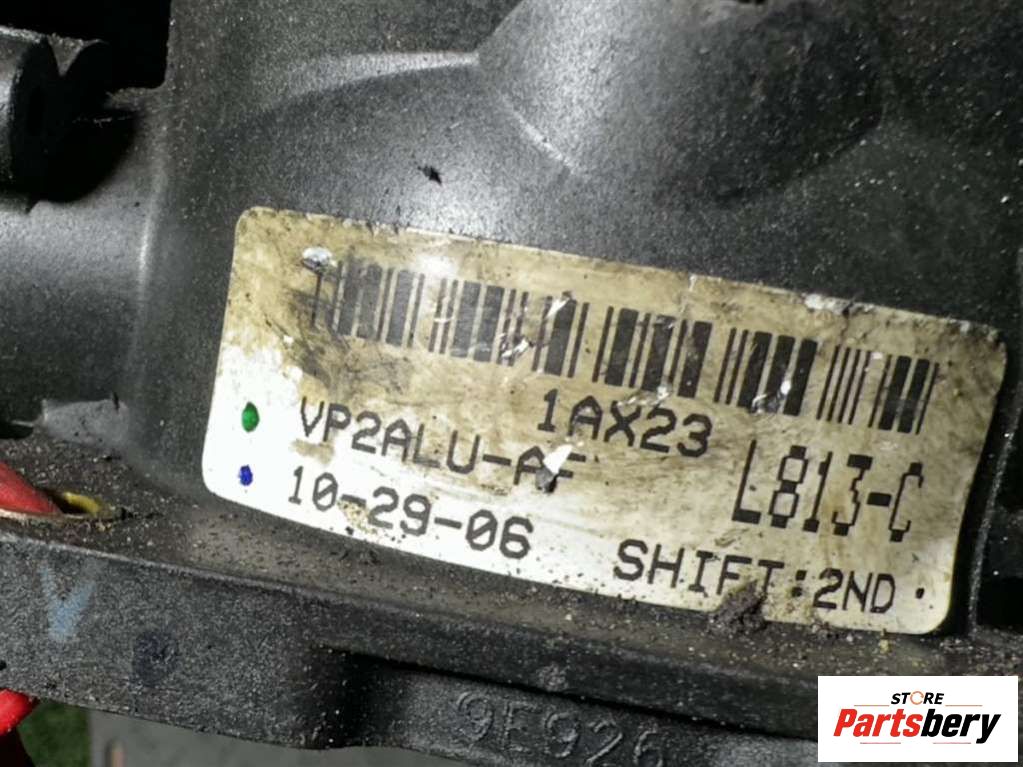 1AX23
VP2ALU-AF
L813-C
10-29-06
SHIFT:2ND
9E926
STORE
Partsbery